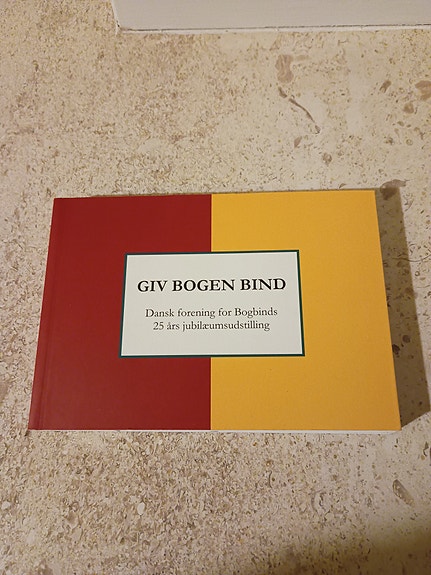 GIV BOGEN BIND
Dansk forening for Bogbinds
25 års jubilæumsudstilling